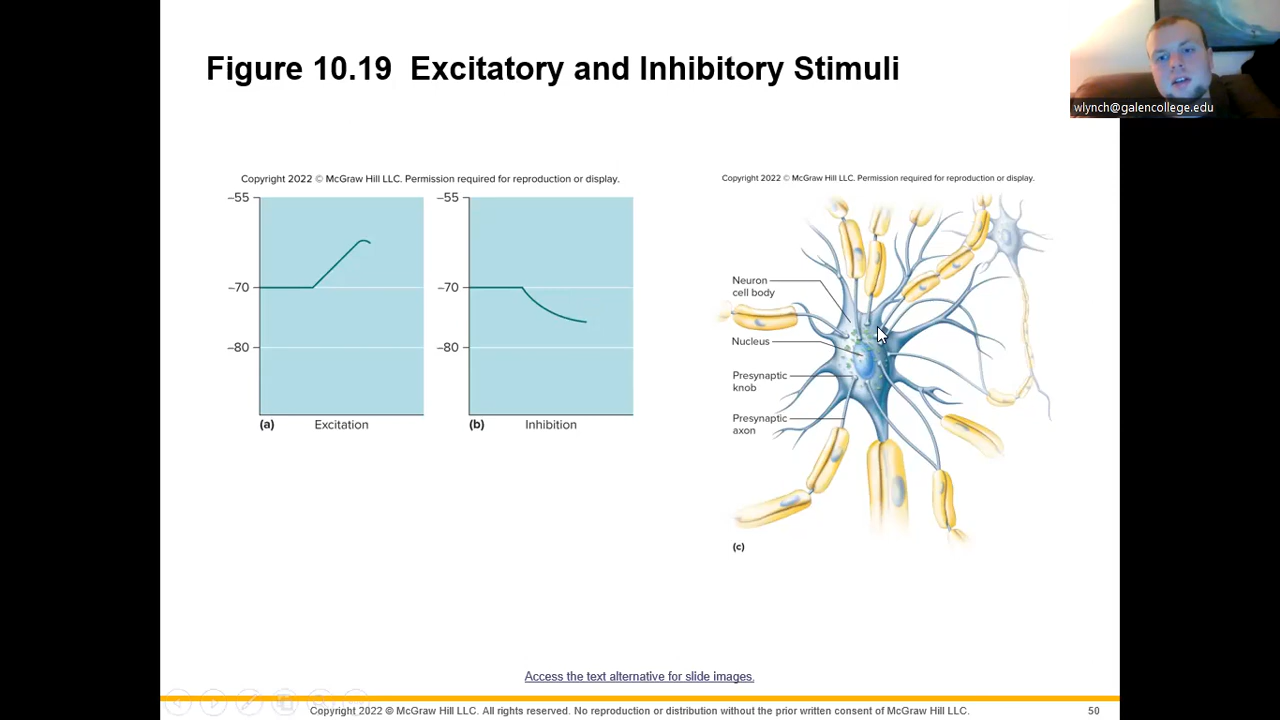 Figure 10.19  Excitatory and Inhibitory Stimuli
wlynch@galencollege.edu
Copyright 2022 © McGraw Hill LLC. Permission required for reproduction or display.
–55
–70
–80
(a) Excitation
–55
–70
–80
(b) Inhibition
Copyright 2022 © McGraw Hill LLC. Permission required for reproduction or display.
Neuron
cell body
Nucleus
Presynaptic
knob
Presynaptic
axon
(c)
Access the text alternative for slide images.
Copyright 2022 © McGraw Hill LLC. All rights reserved. No reproduction or distribution without the prior written consent of McGraw Hill LLC.
50